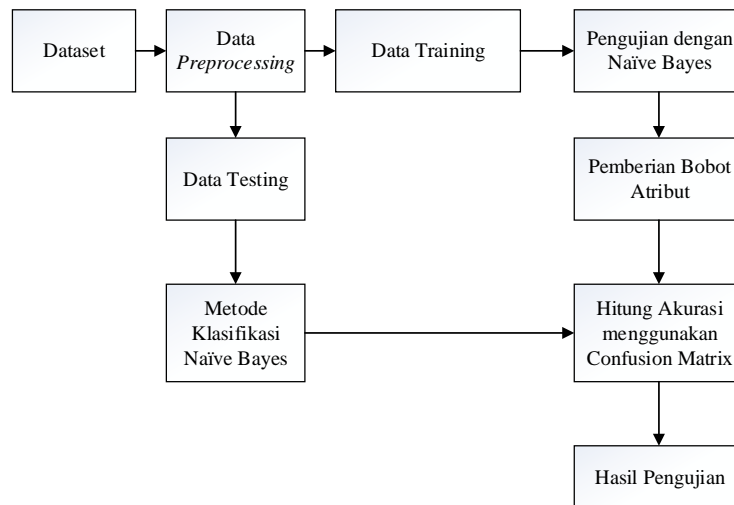 Dataset
Data
Preprocessing
Data Training
Pengujian dengan
Naïve Bayes
Data Testing
Pemberian Bobot
Atribut
Metode
Klasifikasi
Naïve Bayes
Hitung Akurasi
menggunakan
Confusion Matrix
Hasil Pengujian